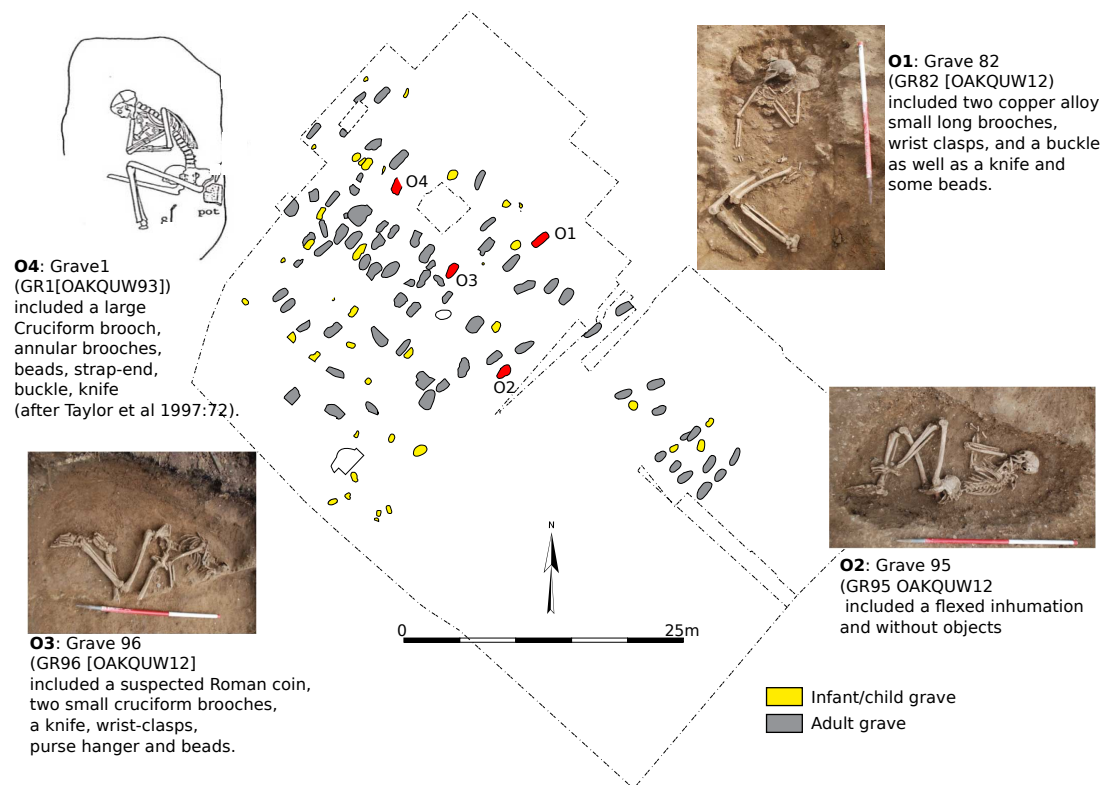 O1: Grave 82
(GR82 [OAKQUW12)
included two copper alloy
small long brooches,
wrist clasps, and a buckle
as well as a knife and
some beads.
pot
O4
O1
O3
O2
O4: Grave1
(GR1[OAKQUW93])
included a large
Cruciform brooch,
annular brooches,
beads, strap-end,
buckle, knife
(after Taylor et al 1997:72).
N
0 25m
O2: Grave 95
(GR95 OAKQUW12
included a flexed inhumation
and without objects
O3: Grave 96
(GR96 [OAKQUW12]
included a suspected Roman coin,
two small cruciform brooches,
a knife, wrist-clasps,
purse hanger and beads.
Infant/child grave
Adult grave